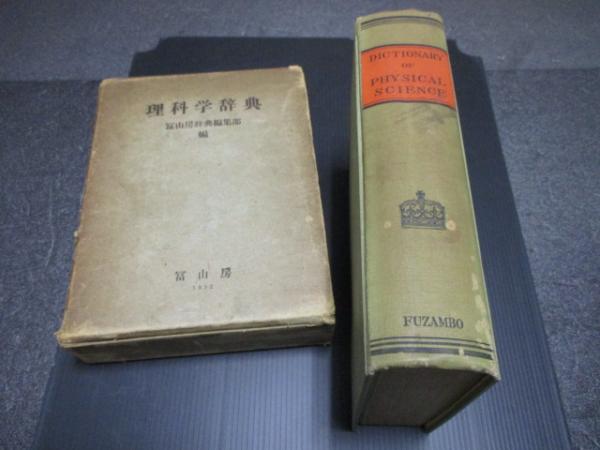 理科学辞典
冨山房辞典編集部
編
冨山房
1952
DICTIONARY
OF
PHYSICAL
SCIENCE
FUZAMBO